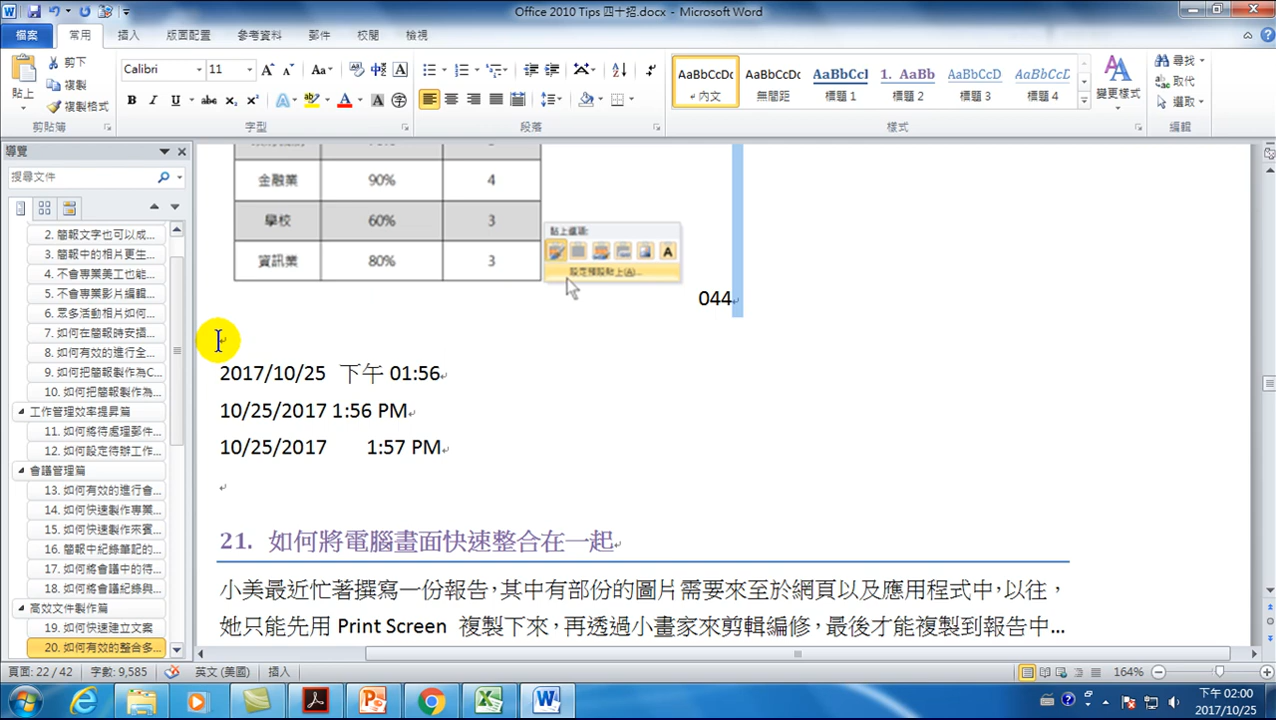 Office 2010 Tips 四十招.docx - Microsoft Word
檔案 常用 插入 版面配置 參考資料 郵件 校閱 檢視
貼上 剪下 複製 複製格式
剪貼簿
Calibri 11
字型
段落
AaBbCcDc AaBbCcDc AaBbCcI 1. AaBb AaBbCcD AaBbCcD
內文 無間距 標題 1 標題 2 標題 3 標題 4
變更樣式
樣式
尋找
取代
選取
編輯
導覽
搜尋文件
2. 簡報文字也可以成...
3. 簡報中的相片更生...
4. 不會專業美工也能...
5. 不會專業影片編輯...
6. 眾多活動相片如何...
7. 如何在簡報時安插...
8. 如何有效的進行全...
9. 如何把簡報製作為C...
10. 如何把簡報製作為...
工作管理效率提昇篇
11. 如何將待處理郵件...
12. 如何設定待辦工作...
會議管理篇
13. 如何有效的進行會...
14. 如何快速製作專業...
15. 如何快速製作來賓...
16. 簡報中紀錄筆記的...
17. 如何將會議中的待...
18. 如何將會議紀錄與...
高效文件製作篇
19. 如何快速建立文案
20. 如何有效的整合多...
金融業 90% 4
學校 60% 3
資訊業 80% 3
貼上選項:
設定預設貼上(A)...
044
2017/10/25 下午 01:56
10/25/2017 1:56 PM
10/25/2017 1:57 PM
21. 如何將電腦畫面快速整合在一起
小美最近忙著撰寫一份報告，其中有部份的圖片需要來至於網頁以及應用程式中，以往，
她只能先用 Print Screen 複製下來，再透過小畫家來剪輯編修，最後才能複製到報告中...
頁面: 22 / 42 字數: 9,585 英文 (美國) 插入 164%
下午 02:00
2017/10/25